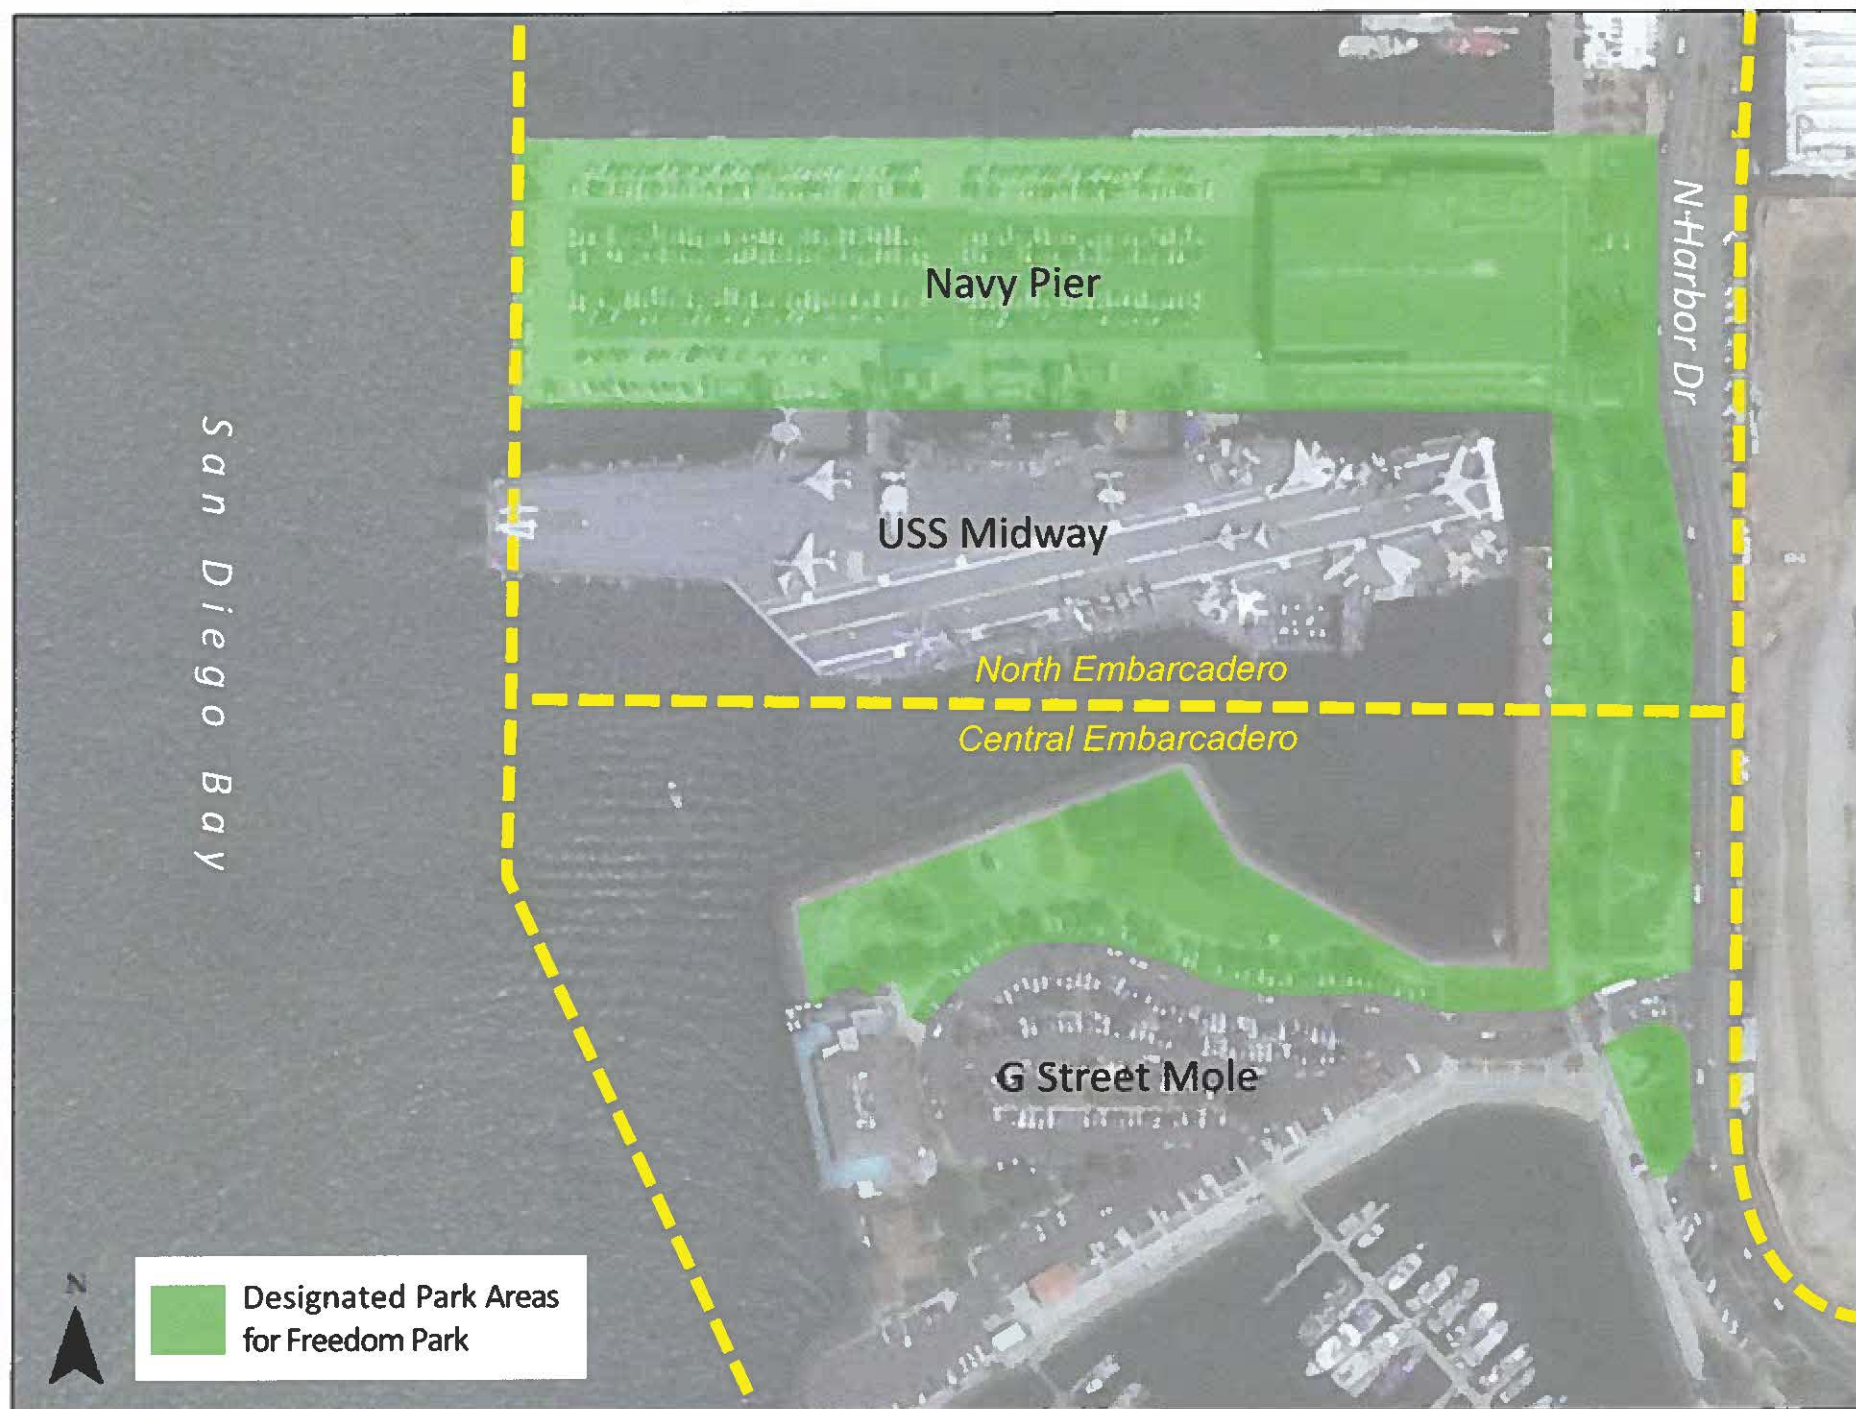 Navy Pier
N Harbor Dr
San Diego Bay
USS Midway
North Embarcadero
Central Embarcadero
G Street Mole
N
Designated Park Areas
for Freedom Park